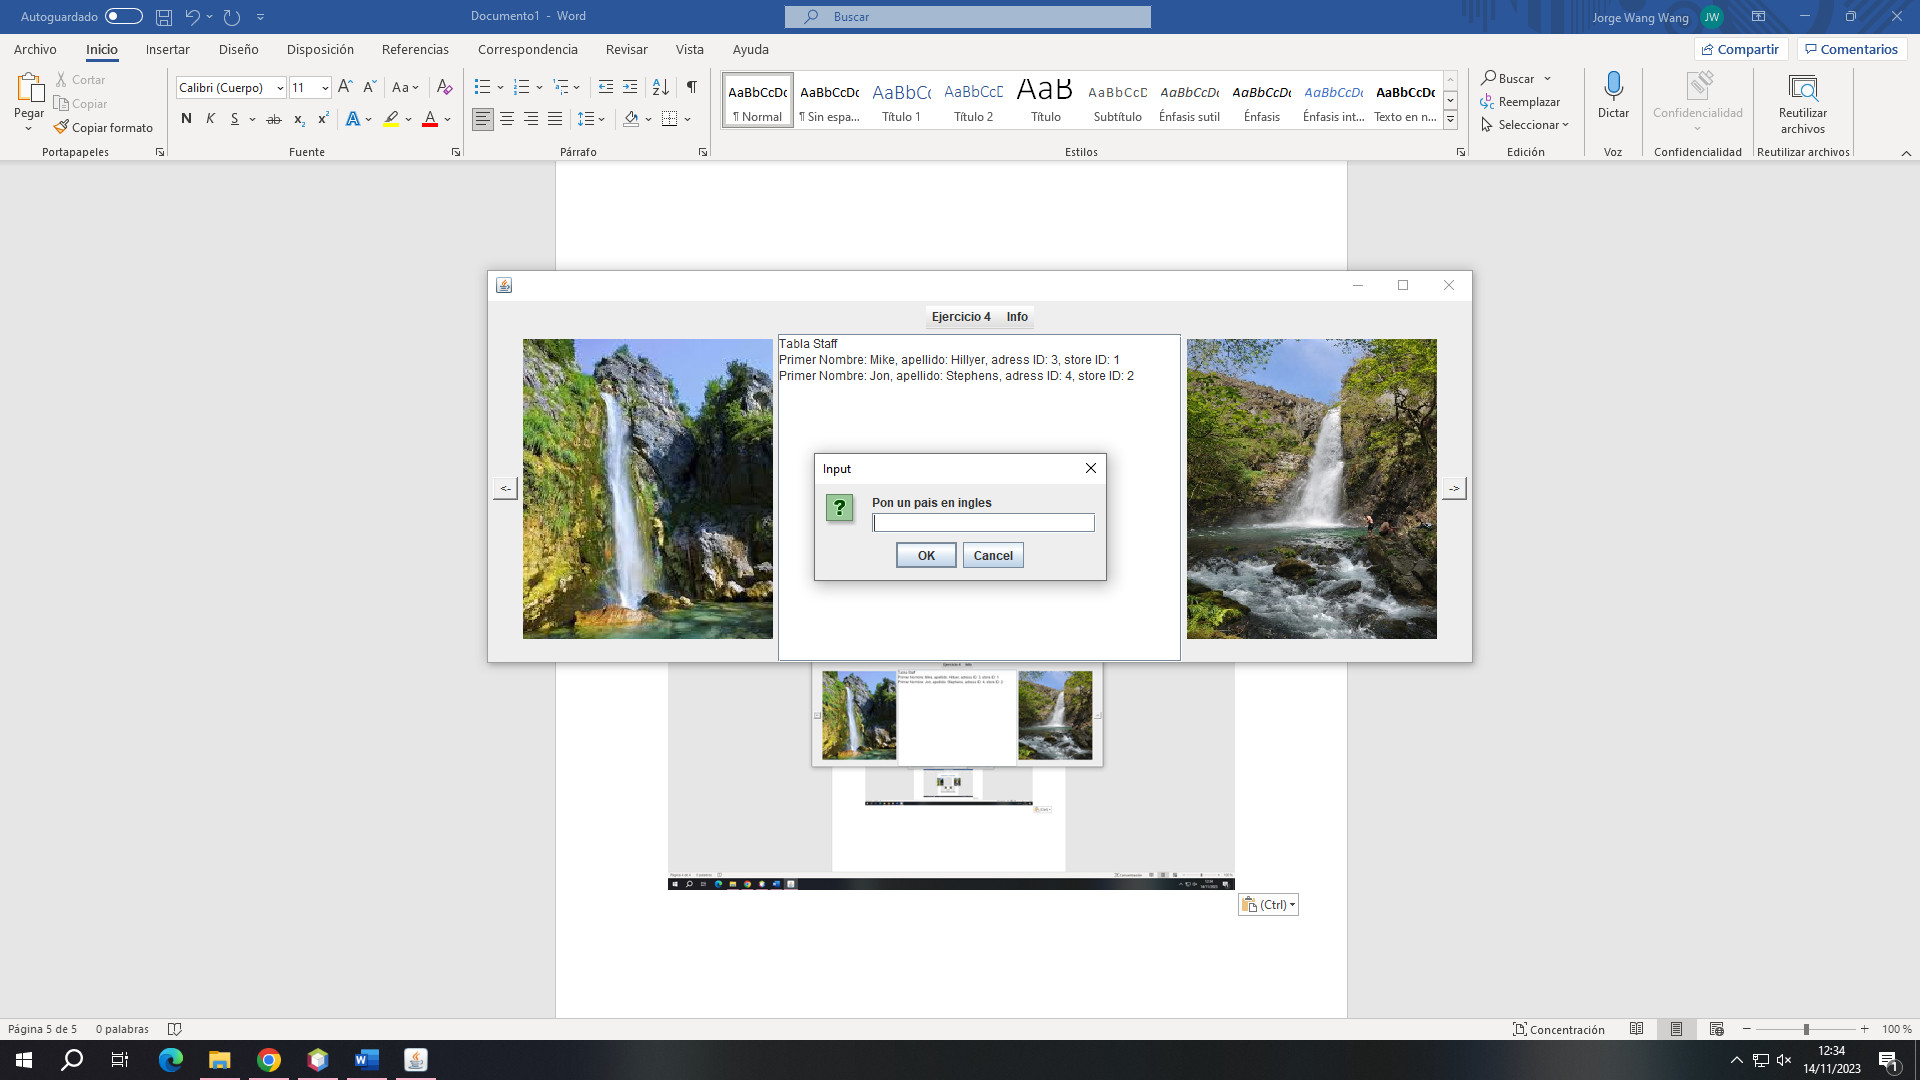 Autoguardado
Documento1 - Word
Buscar
Jorge Wang Wang
JW
Archivo Inicio Insertar Diseño Disposición Referencias Correspondencia Revisar Vista Ayuda
Compartir
Comentarios
Pegar
Cortar
Copiar
Copiar formato
Portapapeles
Calibri (Cuerpo)
11
Aa
N K S ab x₂ x²
Fuente
Párrafo
AaBbCcDc
¶ Normal
AaBbCcDc
¶ Sin espa...
AaBbCc
Título 1
AaBbCcD
Título 2
AaB
Título
AaBbCcD
Subtítulo
AaBbCcDc
Énfasis sutil
AaBbCcDc
Énfasis
AaBbCcDc
Énfasis int...
AaBbCcDc
Texto en n...
Estilos
Buscar
Reemplazar
Seleccionar
Edición
Dictar
Voz
Confidencialidad
Confidencialidad
Reutilizar
archivos
Reutilizar archivos
Ejercicio 4 Info
Tabla Staff
Primer Nombre: Mike, apellido: Hillyer, adress ID: 3, store ID: 1
Primer Nombre: Jon, apellido: Stephens, adress ID: 4, store ID: 2
<-
->
Input
Pon un pais en ingles
OK
Cancel
(Ctrl)
Página 5 de 5
0 palabras
Concentración
100 %
12:34
14/11/2023
1